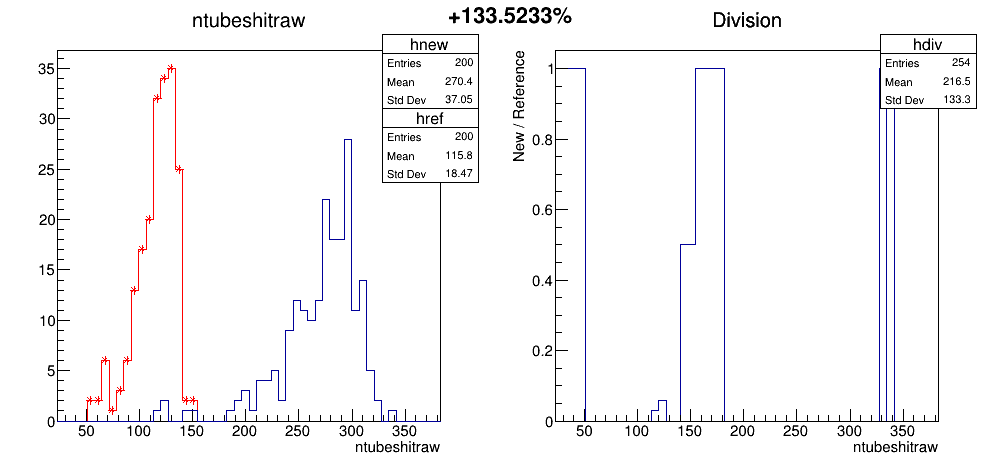 +133.5233%
ntubeshitraw
hnew
Entries 200
Mean 270.4
Std Dev 37.05
href
Entries 200
Mean 115.8
Std Dev 18.47
35
30
25
20
15
10
5
0
50 100 150 200 250 300 350
ntubeshitraw
Division
hdiv
Entries 254
Mean 216.5
Std Dev 133.3
New / Reference
1
0.8
0.6
0.4
0.2
0
50 100 150 200 250 300 350
ntubeshitraw